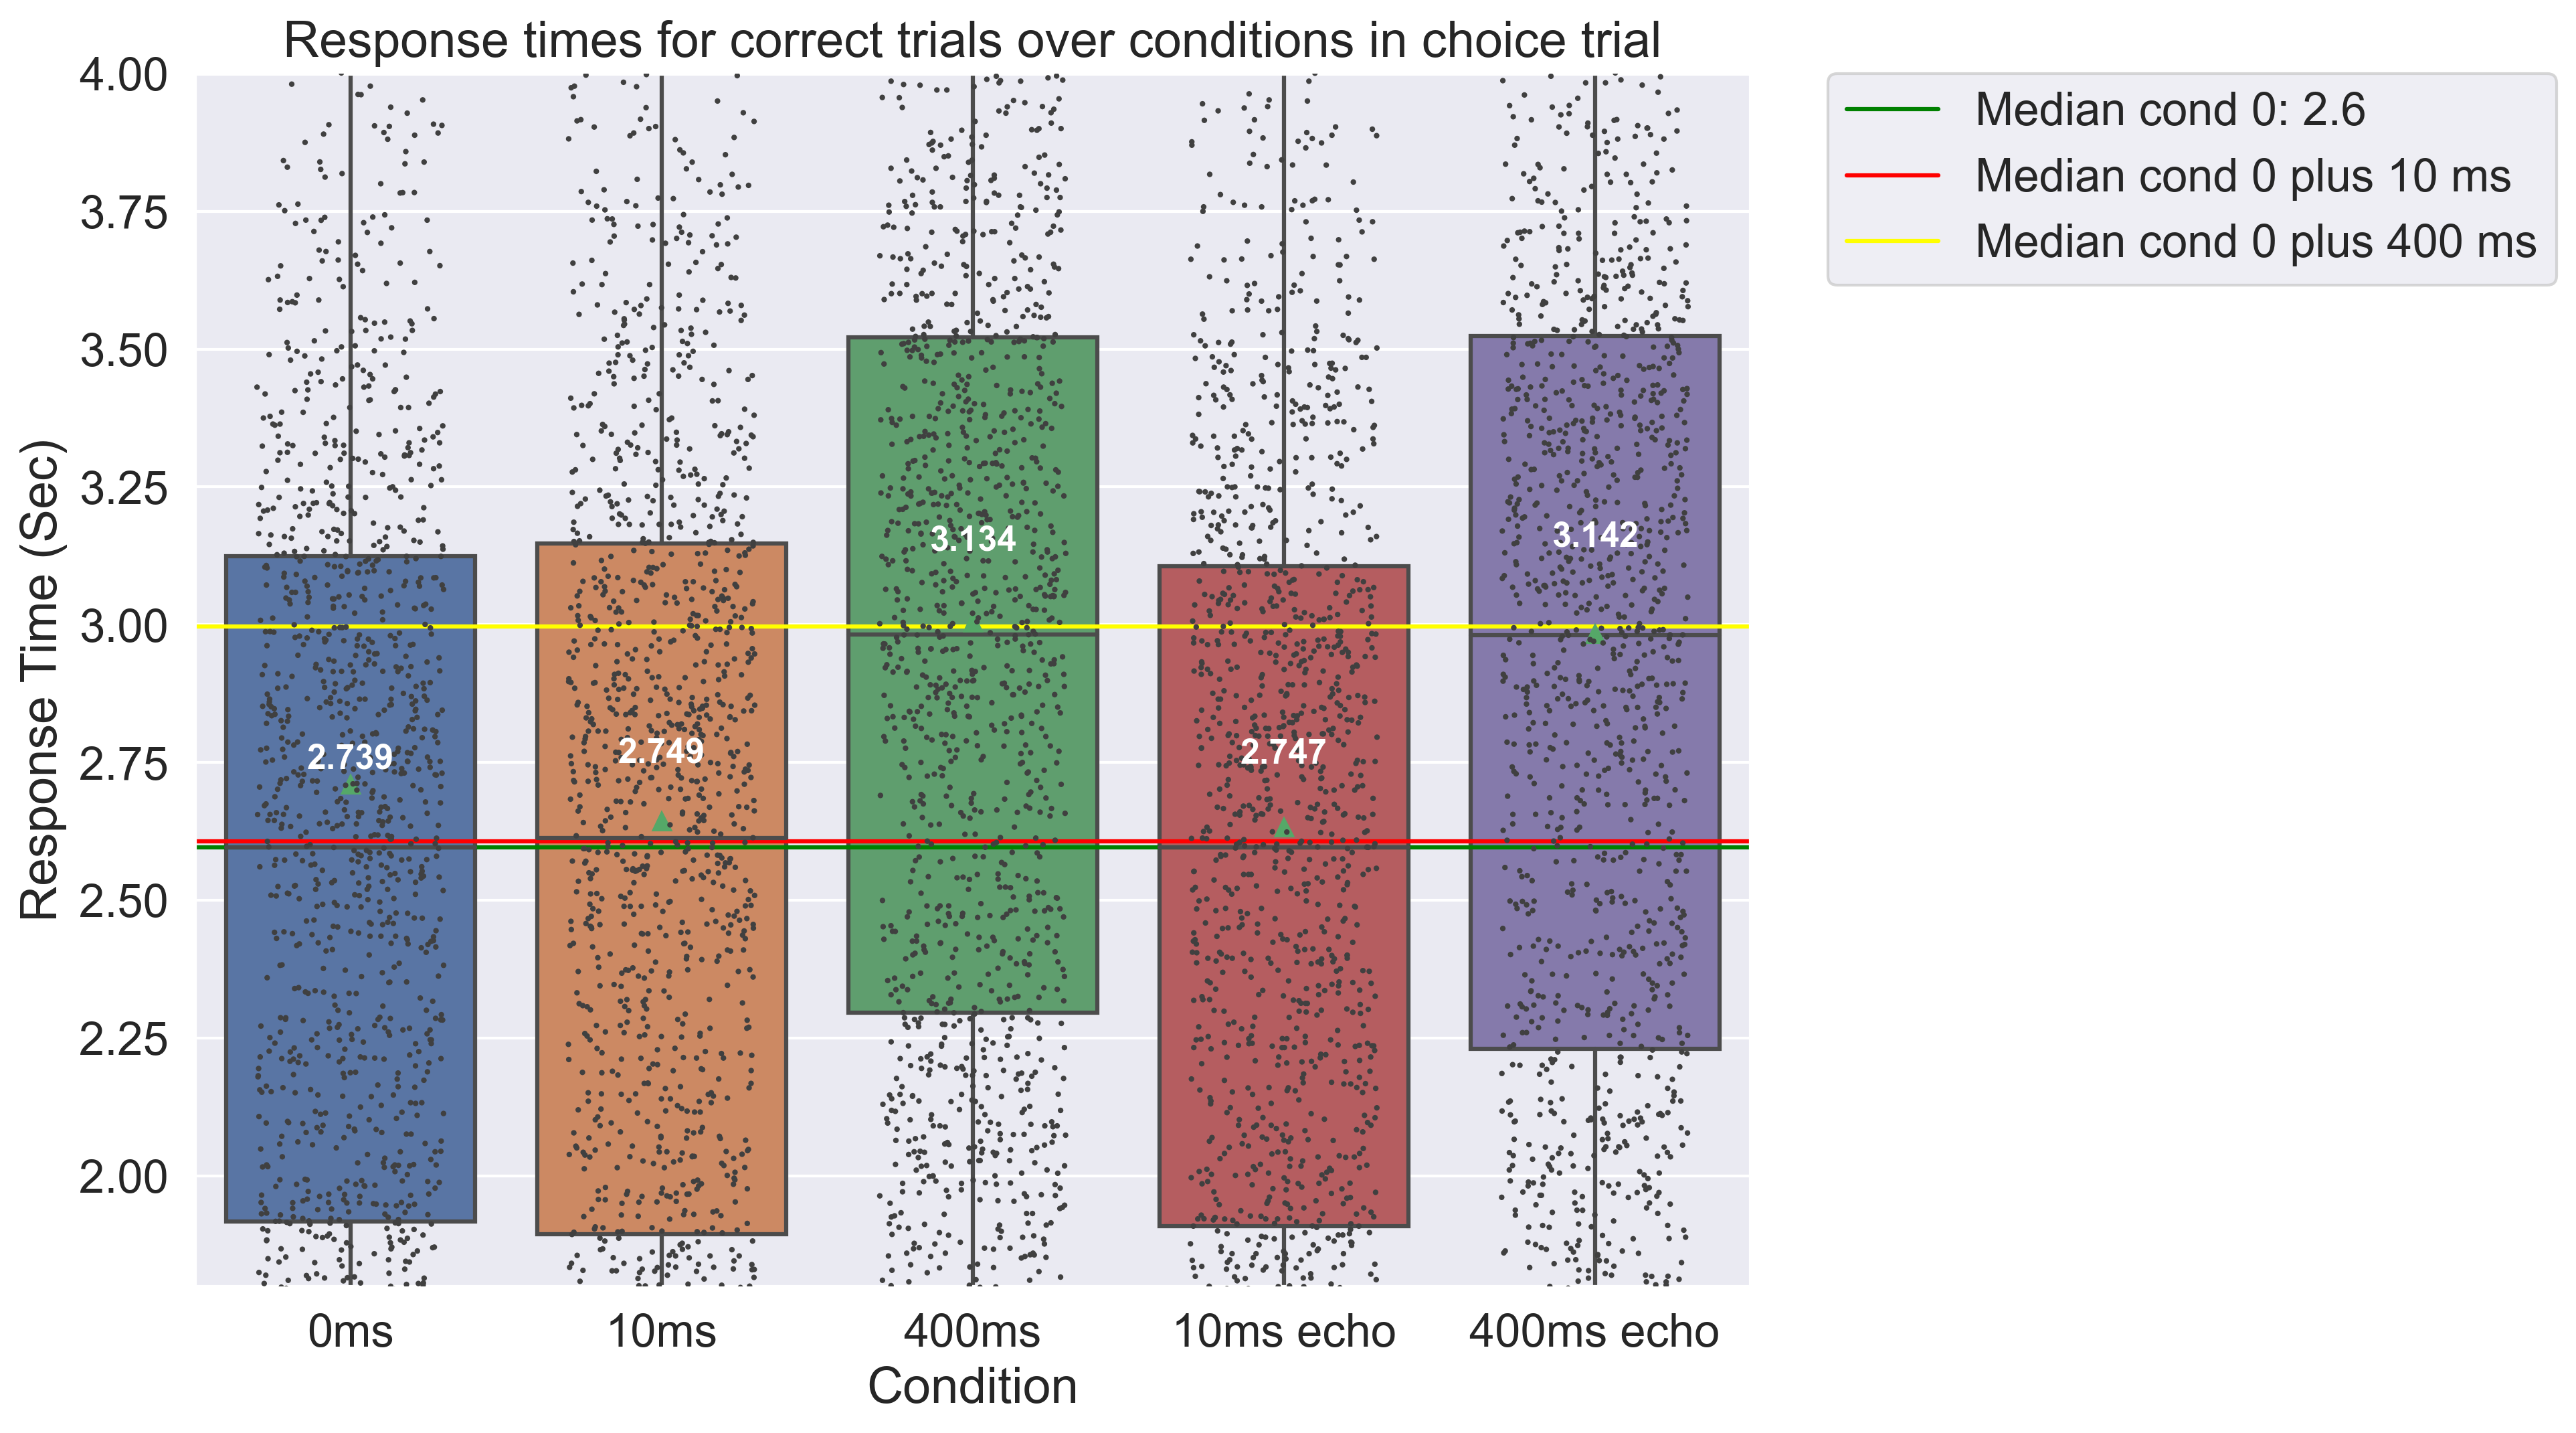 Response times for correct trials over conditions in choice trial
4.00
3.75
3.50
3.25
3.00
2.75
2.50
2.25
2.00
Response Time (Sec)
2.739
2.749
3.134
2.747
3.142
0ms
10ms
400ms
10ms echo
400ms echo
Condition
Median cond 0: 2.6
Median cond 0 plus 10 ms
Median cond 0 plus 400 ms